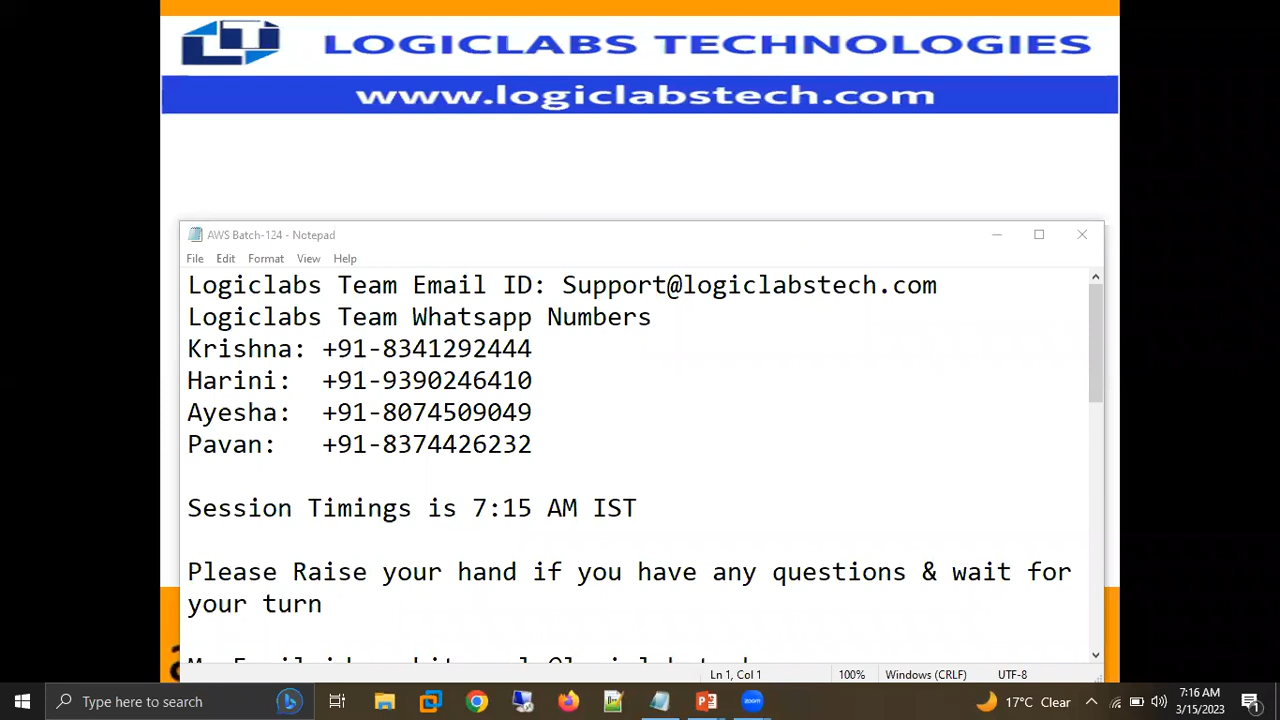 LOGICLABS TECHNOLOGIES
www.logiclabstech.com
AWS Batch-124 - Notepad
File Edit Format View Help
Logiclabs Team Email ID: Support@logiclabstech.com
Logiclabs Team Whatsapp Numbers
Krishna: +91-8341292444
Harini: +91-9390246410
Ayesha: +91-8074509049
Pavan: +91-8374426232
Session Timings is 7:15 AM IST
Please Raise your hand if you have any questions & wait for
your turn
Ln 1, Col 1 100% Windows (CRLF) UTF-8
Type here to search
17°C Clear
7:16 AM
3/15/2023